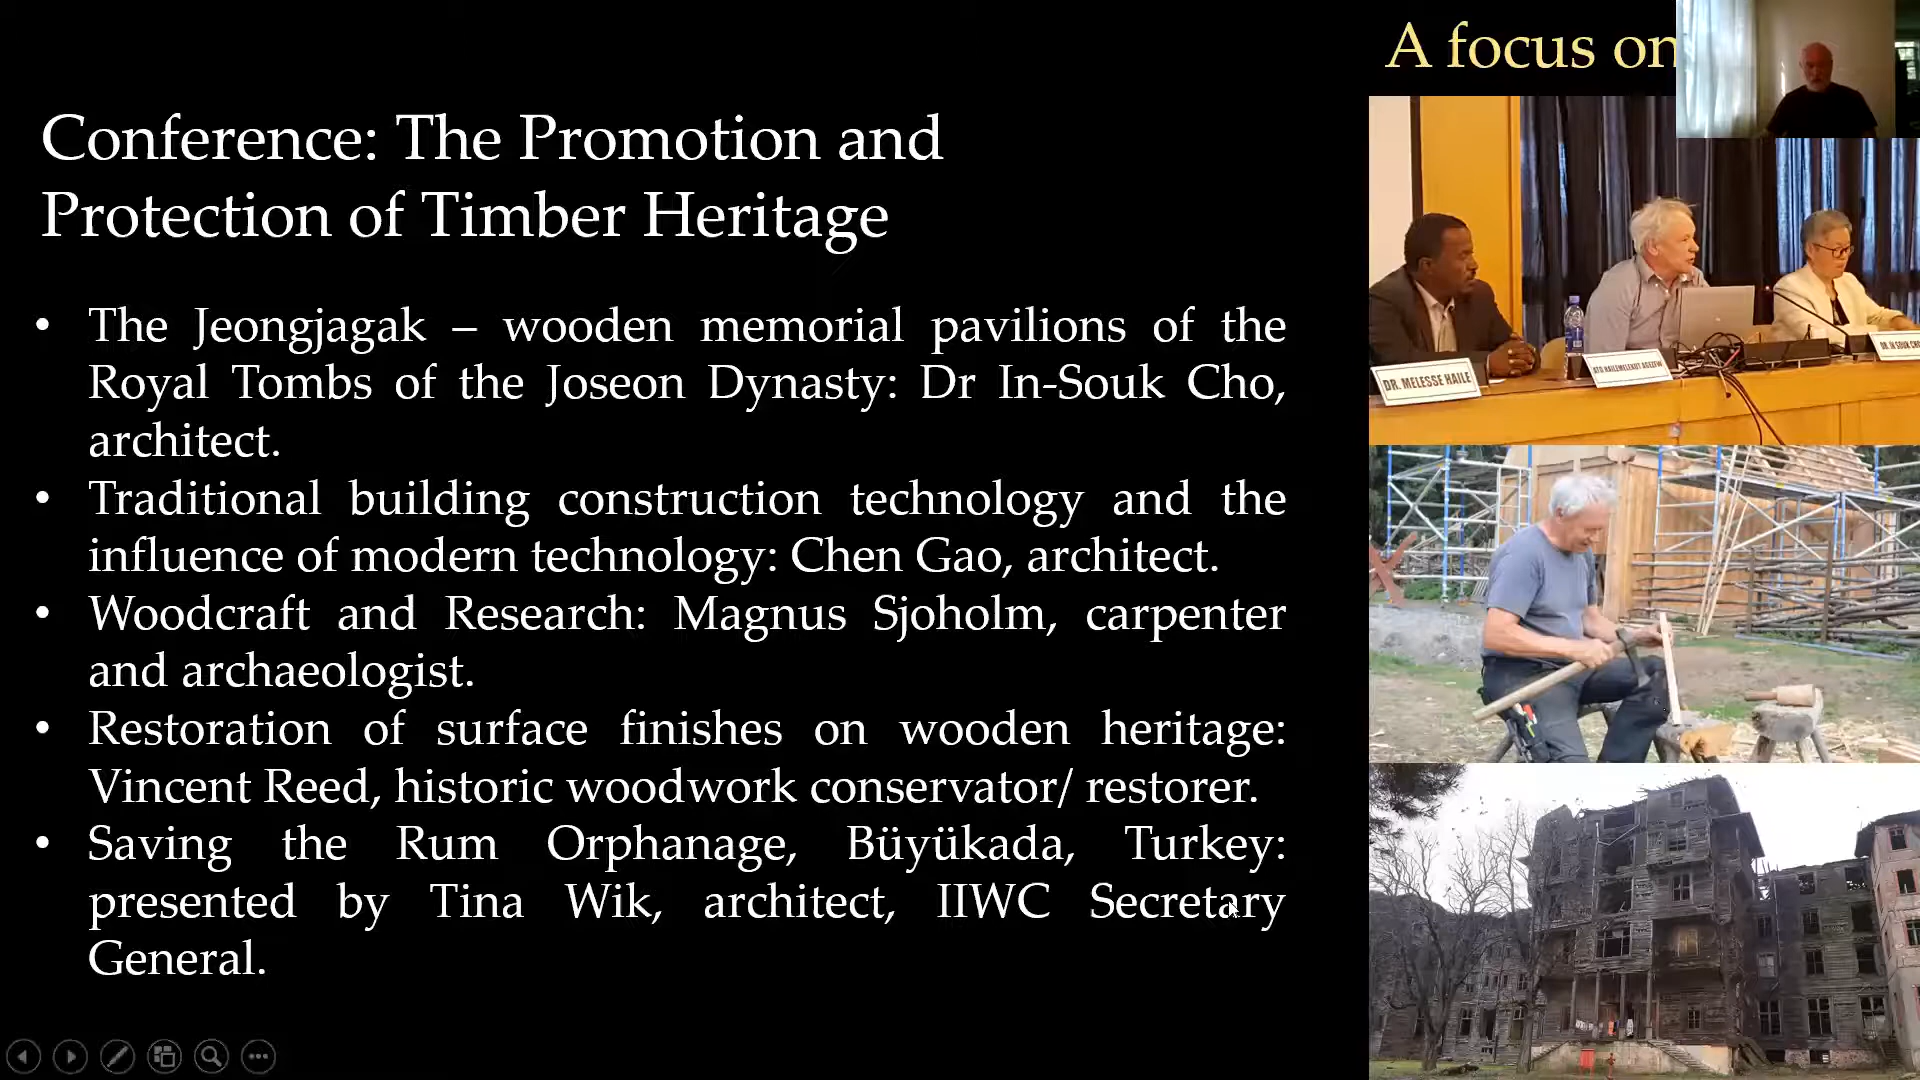 A focus on
Conference: The Promotion and
Protection of Timber Heritage
• The Jeongjagak – wooden memorial pavilions of the
Royal Tombs of the Joseon Dynasty: Dr In-Souk Cho,
architect.
• Traditional building construction technology and the
influence of modern technology: Chen Gao, architect.
• Woodcraft and Research: Magnus Sjoholm, carpenter
and archaeologist.
• Restoration of surface finishes on wooden heritage:
Vincent Reed, historic woodwork conservator/ restorer.
• Saving the Rum Orphanage, Büyükada, Turkey:
presented by Tina Wik, architect, IIWC Secretary
General.
DR. MELESSE HAILE
DR. IN SOUK CHO